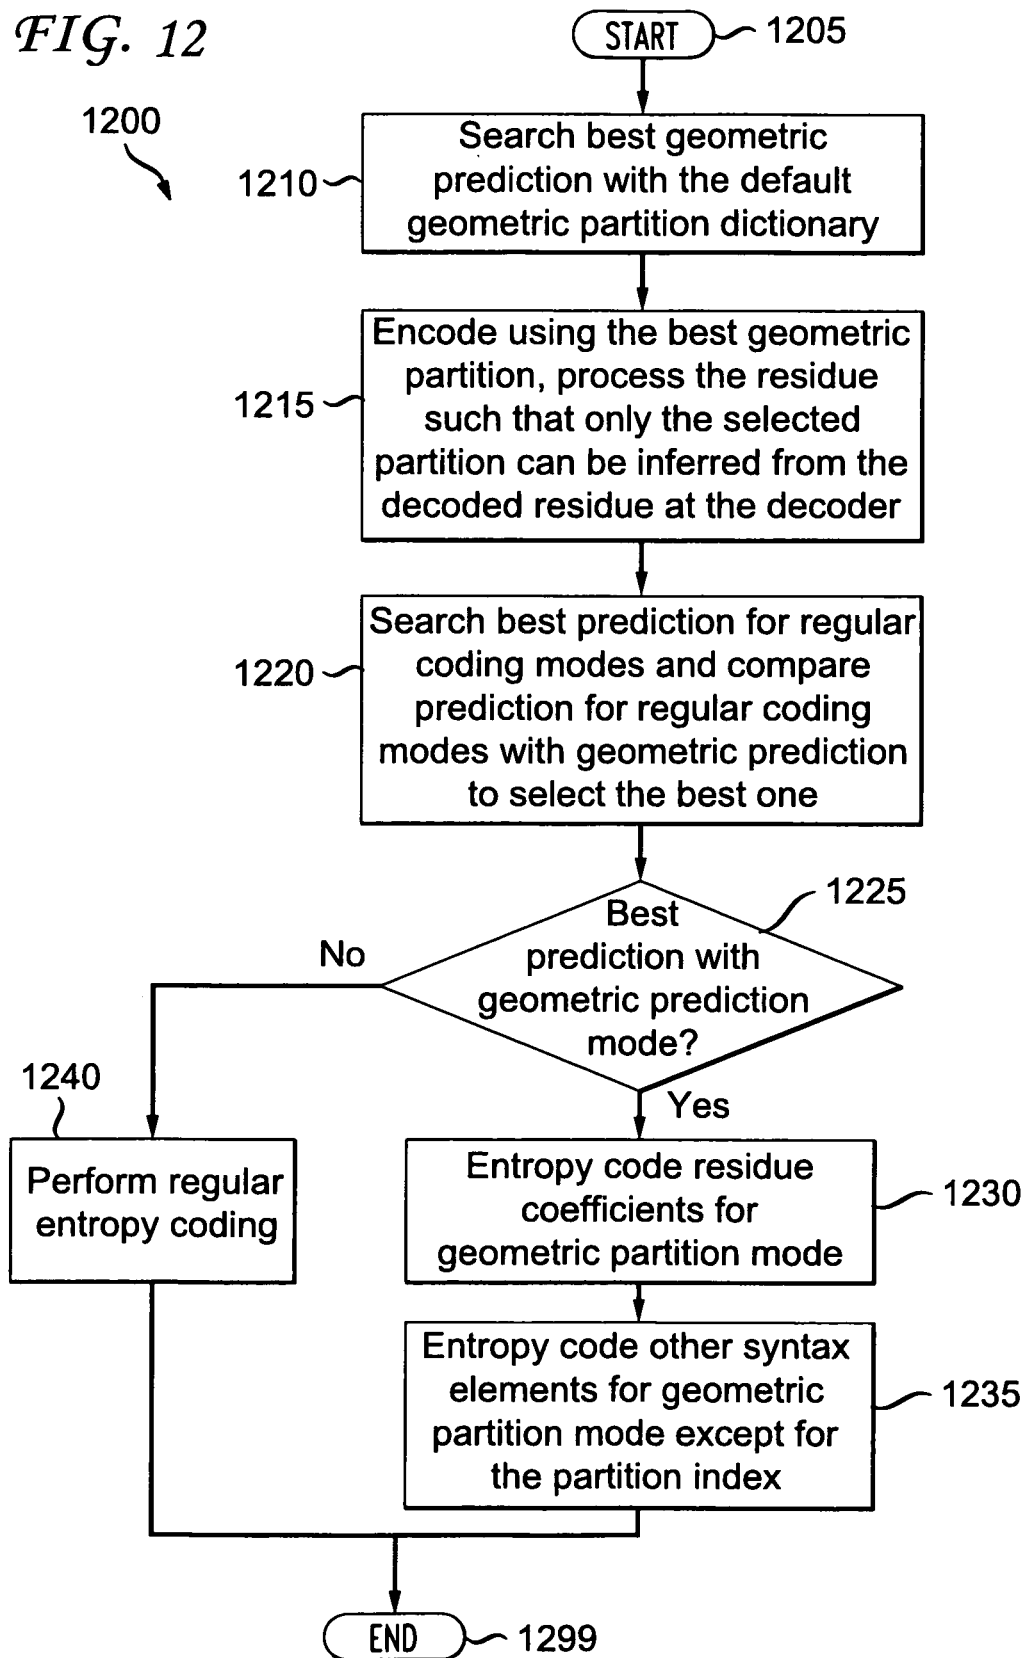 FIG. 12
START
1205
1200
1210
Search best geometric
prediction with the default
geometric partition dictionary
1215
Encode using the best geometric
partition, process the residue
such that only the selected
partition can be inferred from the
decoded residue at the decoder
1220
Search best prediction for regular
coding modes and compare
prediction for regular coding
modes with geometric prediction
to select the best one
1225
Best
prediction with
geometric prediction
mode?
No
Yes
1240
Perform regular
entropy coding
Entropy code residue
coefficients for
geometric partition mode
1230
Entropy code other syntax
elements for geometric
partition mode except for
the partition index
1235
END
1299